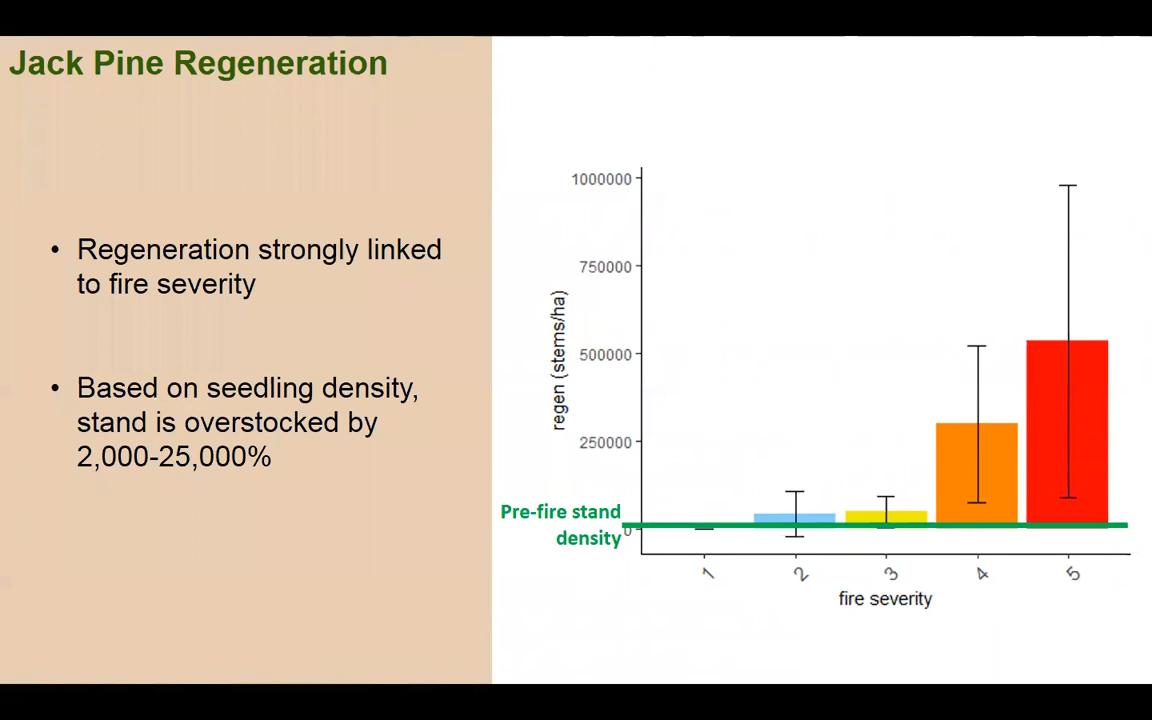 Jack Pine Regeneration
• Regeneration strongly linked
to fire severity
• Based on seedling density,
stand is overstocked by
2,000-25,000%
1000000
750000
500000
250000
0
regen (stems/ha)
Pre-fire stand
density
1
2
3
4
5
fire severity